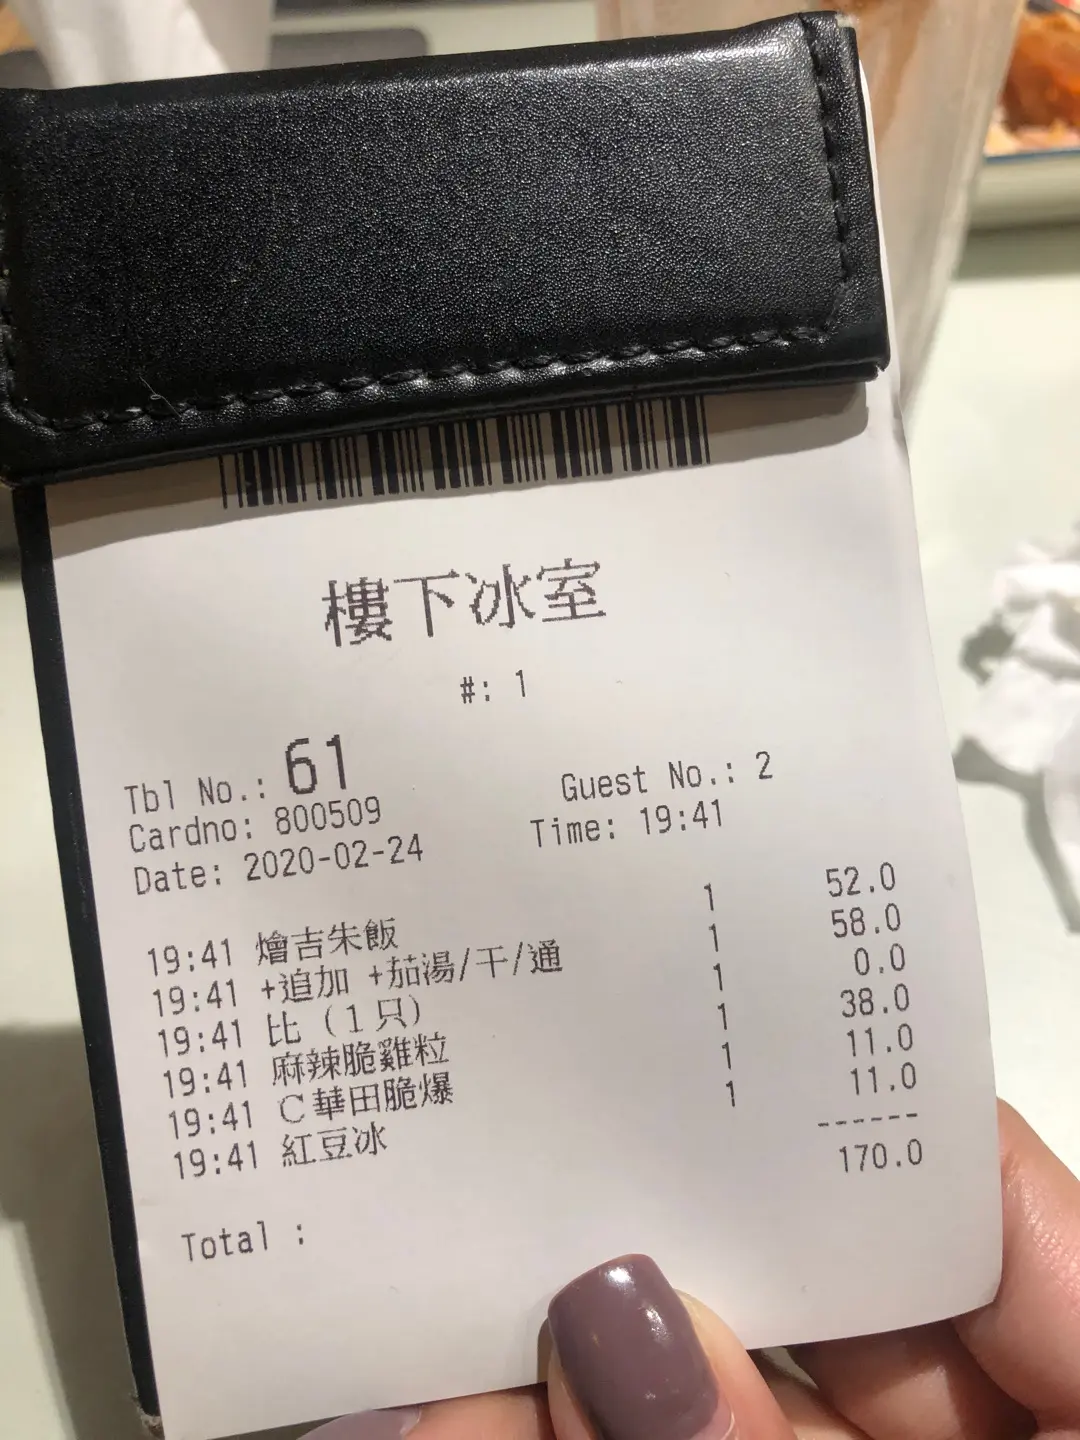 樓下冰室
#: 1
Tbl No.: 61
Guest No.: 2
Cardno: 800509
Date: 2020-02-24 Time: 19:41
19:41 燴吉朱飯 1 52.0
19:41 +追加 +茄湯/干/通 1 58.0
19:41 比（1只） 1 0.0
19:41 麻辣脆雞粒 1 38.0
19:41 C華田脆爆 1 11.0
19:41 紅豆冰 1 11.0
------
Total : 170.0